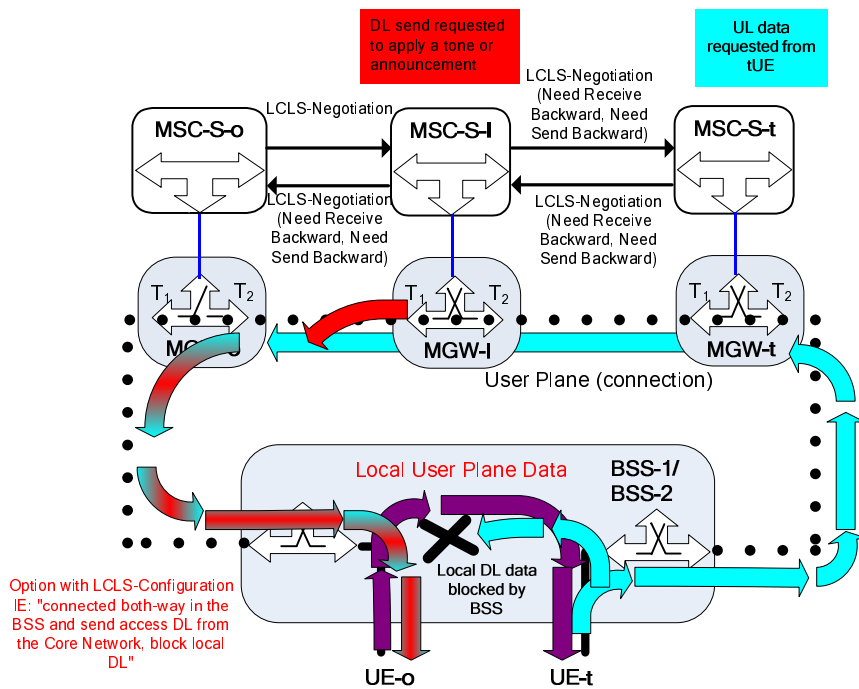 DL send requested
to apply a tone or
announcement
UL data
requested from
tUE
LCLS-Negotiation
LCLS-Negotiation
(Need Receive
Backward, Need
Send Backward)
MSC-S-o
MSC-S-I
MSC-S-t
LCLS-Negotiation
(Need Receive
Backward, Need
Send Backward)
LCLS-Negotiation
(Need Receive
Backward, Need
Send Backward)
T1
T2
T1
T2
T1
T2
MGW-I
MGW-t
User Plane (connection)
Local User Plane Data
BSS-1/
BSS-2
Local DL data
blocked by
BSS
Option with LCLS-Configuration
IE: "connected both-way in the
BSS and send access DL from
the Core Network, block local
DL"
UE-o
UE-t